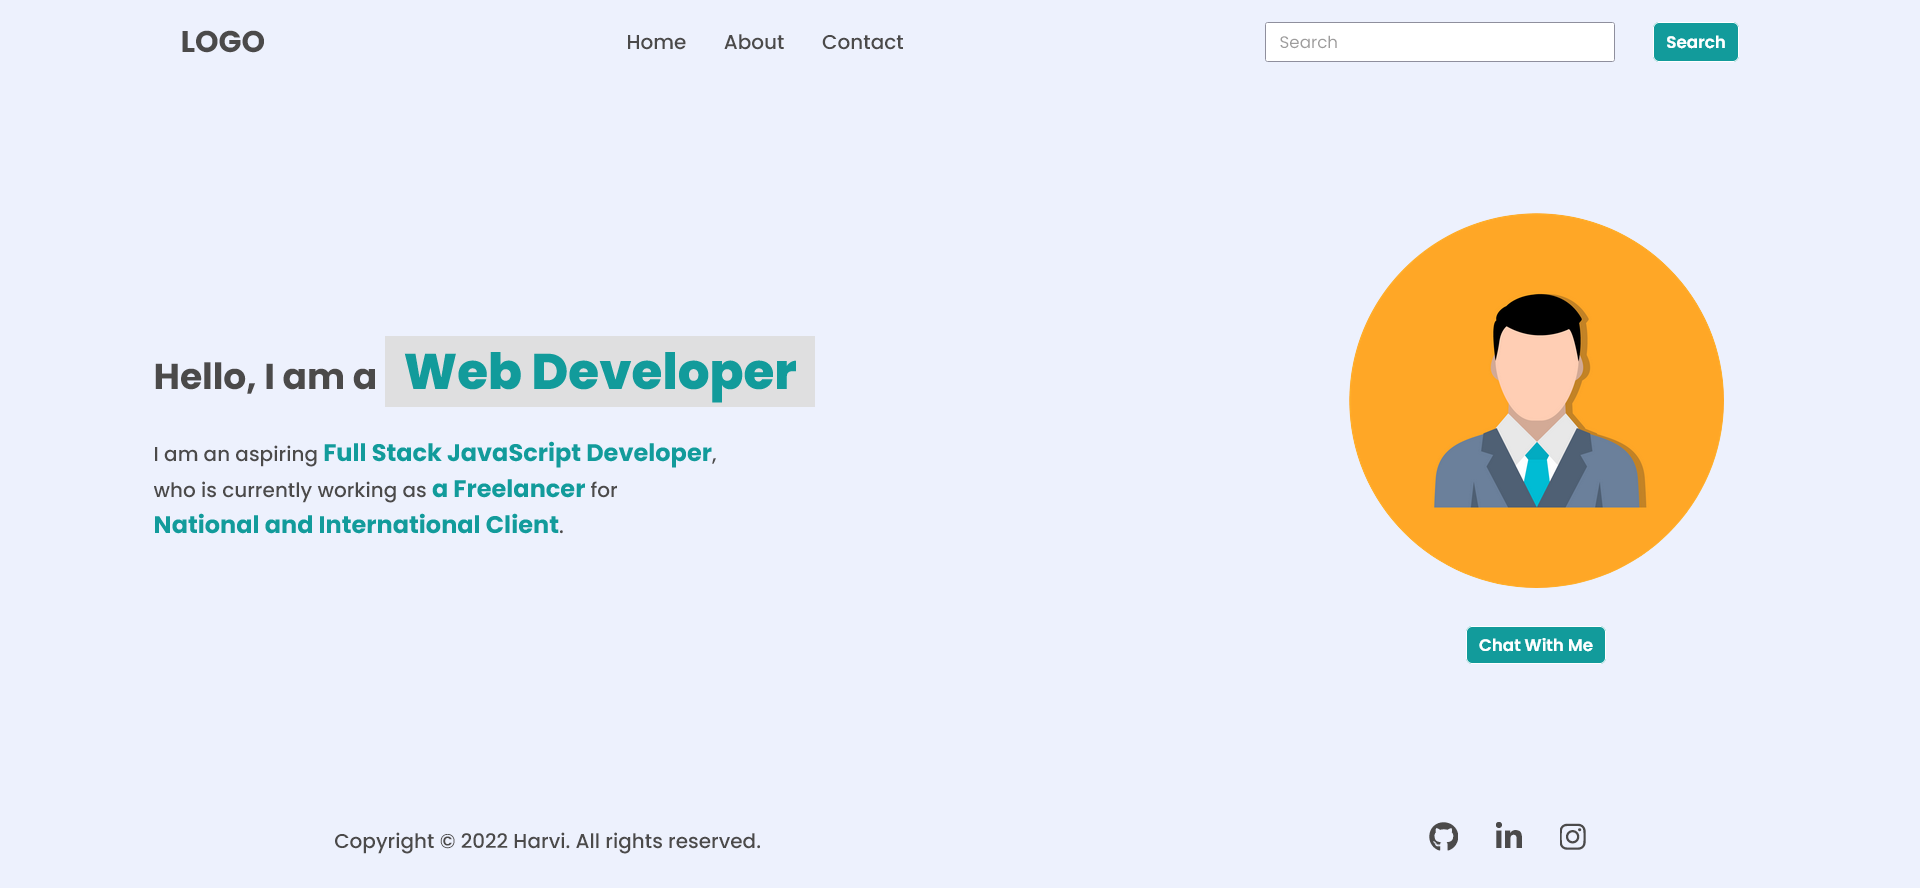 LOGO
Home About Contact
Search
Search
Hello, I am a Web Developer
I am an aspiring Full Stack JavaScript Developer,
who is currently working as a Freelancer for
National and International Client.
Chat With Me
Copyright © 2022 Harvi. All rights reserved.
in